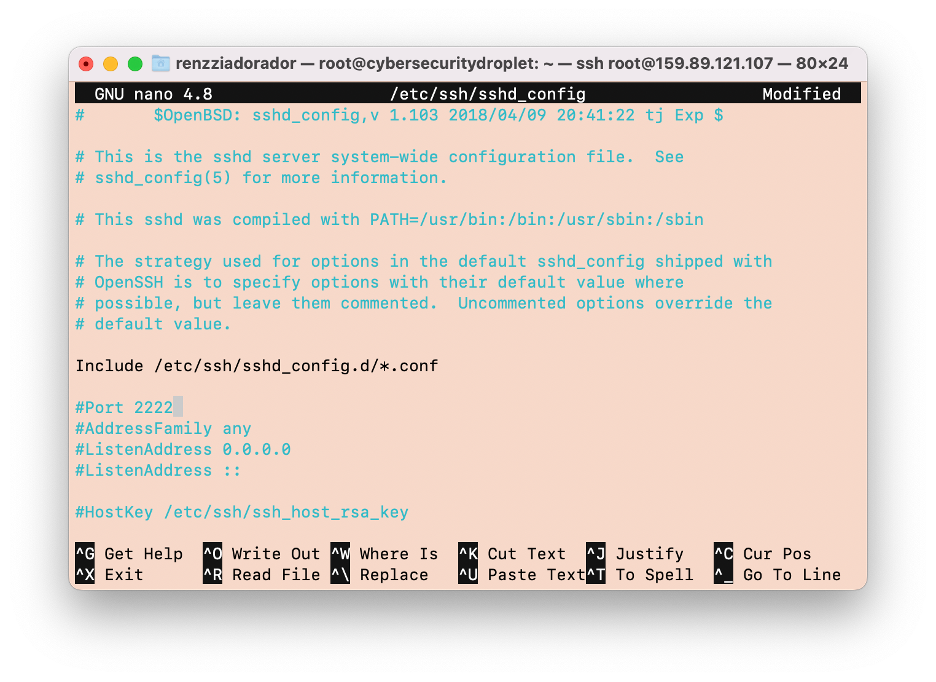 renzziadorador — root@cybersecuritydroplet: ~ — ssh root@159.89.121.107 — 80×24
GNU nano 4.8 /etc/ssh/sshd_config Modified
# $OpenBSD: sshd_config,v 1.103 2018/04/09 20:41:22 tj Exp $
# This is the sshd server system-wide configuration file. See
# sshd_config(5) for more information.
# This sshd was compiled with PATH=/usr/bin:/bin:/usr/sbin:/sbin
# The strategy used for options in the default sshd_config shipped with
# OpenSSH is to specify options with their default value where
# possible, but leave them commented. Uncommented options override the
# default value.
Include /etc/ssh/sshd_config.d/*.conf
#Port 2222
#AddressFamily any
#ListenAddress 0.0.0.0
#ListenAddress ::
#HostKey /etc/ssh/ssh_host_rsa_key
^G Get Help ^O Write Out ^W Where Is ^K Cut Text ^J Justify ^C Cur Pos
^X Exit ^R Read File ^\ Replace ^U Paste Text^T To Spell ^_ Go To Line